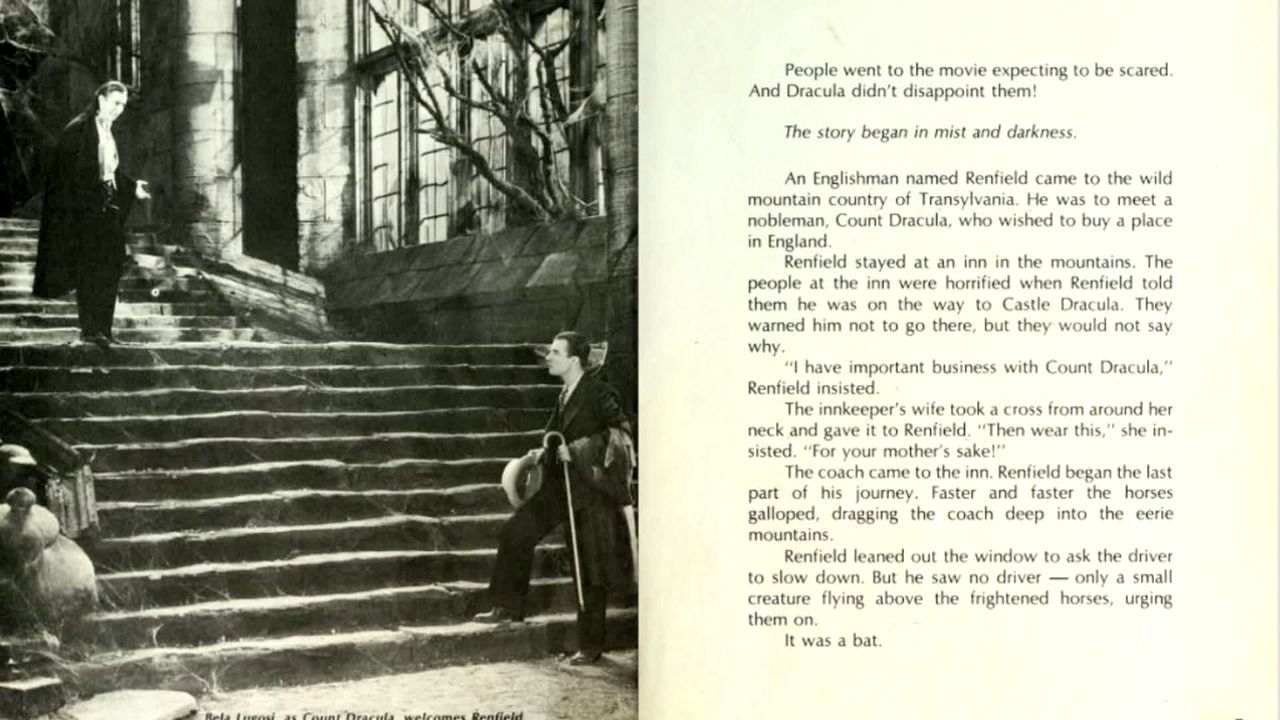 People went to the movie expecting to be scared.
And Dracula didn't disappoint them!
The story began in mist and darkness.
An Englishman named Renfield came to the wild
mountain country of Transylvania. He was to meet a
nobleman, Count Dracula, who wished to buy a place
in England.
Renfield stayed at an inn in the mountains. The
people at the inn were horrified when Renfield told
them he was on the way to Castle Dracula. They
warned him not to go there, but they would not say
why.
"I have important business with Count Dracula,"
Renfield insisted.
The innkeeper's wife took a cross from around her
neck and gave it to Renfield. "Then wear this," she in-
sisted. "For your mother's sake!"
The coach came to the inn. Renfield began the last
part of his journey. Faster and faster the horses
galloped, dragging the coach deep into the eerie
mountains.
Renfield leaned out the window to ask the driver
to slow down. But he saw no driver — only a small
creature flying above the frightened horses, urging
them on.
It was a bat.
Bela Lugosi, as Count Dracula, welcomes Renfield